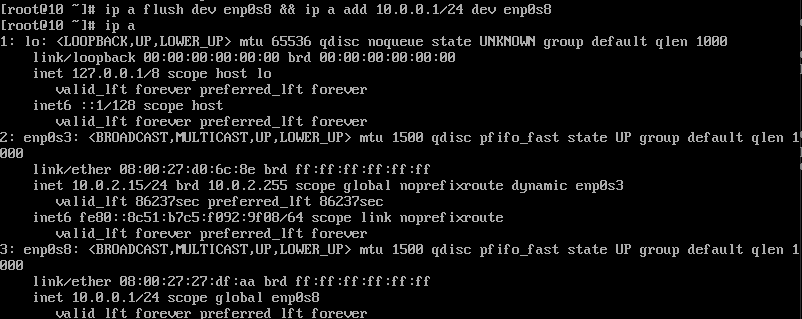 [root@10 ~]# ip a flush dev enp0s8 && ip a add 10.0.0.1/24 dev enp0s8
[root@10 ~]# ip a
1: lo: <LOOPBACK,UP,LOWER_UP> mtu 65536 qdisc noqueue state UNKNOWN group default qlen 1000
    link/loopback 00:00:00:00:00:00 brd 00:00:00:00:00:00
    inet 127.0.0.1/8 scope host lo
       valid_lft forever preferred_lft forever
    inet6 ::1/128 scope host
       valid_lft forever preferred_lft forever
2: enp0s3: <BROADCAST,MULTICAST,UP,LOWER_UP> mtu 1500 qdisc pfifo_fast state UP group default qlen 1
000
    link/ether 08:00:27:d0:6c:8e brd ff:ff:ff:ff:ff:ff
    inet 10.0.2.15/24 brd 10.0.2.255 scope global noprefixroute dynamic enp0s3
       valid_lft 86237sec preferred_lft 86237sec
    inet6 fe80::8c51:b7c5:f092:9f08/64 scope link noprefixroute
       valid_lft forever preferred_lft forever
3: enp0s8: <BROADCAST,MULTICAST,UP,LOWER_UP> mtu 1500 qdisc pfifo_fast state UP group default qlen 1
000
    link/ether 08:00:27:27:df:aa brd ff:ff:ff:ff:ff:ff
    inet 10.0.0.1/24 scope global enp0s8
       valid_lft forever preferred_lft forever